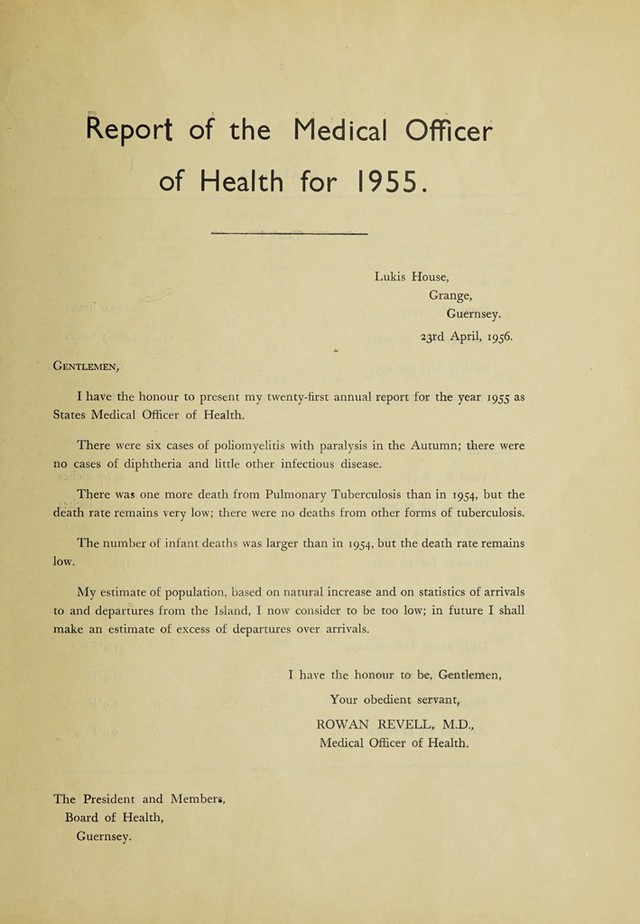 Report of the Medical Officer
of Health for 1955.
Lukis House,
Grange,
Guernsey.
23rd April, 1956.
Gentlemen,
I have the honour to present my twenty-first annual report for the year 1955 as
States Medical Officer of Health.
There were six cases of poliomyelitis with paralysis in the Autumn; there were
no cases of diphtheria and little other infectious disease.
There was one more death from Pulmonary Tuberculosis than in 1954, but the
death rate remains very low; there were no deaths from other forms of tuberculosis.
The number of infant deaths was larger than in 1954, but the death rate remains
low.
My estimate of population, based on natural increase and on statistics of arrivals
to and departures from the Island, I now consider to be too low; in future I shall
make an estimate of excess of departures over arrivals.
I have the honour to be, Gentlemen,
Your obedient servant,
ROWAN REVELL, M.D.,
Medical Officer of Health.
The President and Members,
Board of Health,
Guernsey.